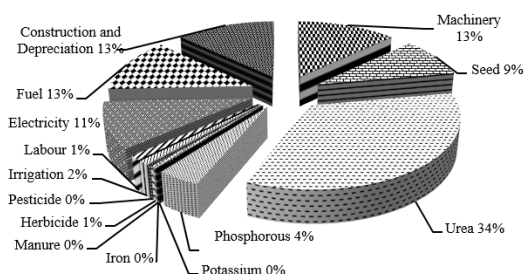 Construction and
Depreciation 13%
Machinery
13%
Seed 9%
Fuel 13%
Electricity 11%
Labour 1%
Irrigation 2%
Pesticide 0%
Herbicide 1%
Manure 0%
Iron 0%
Potassium 0%
Phosphorous 4%
Urea 34%